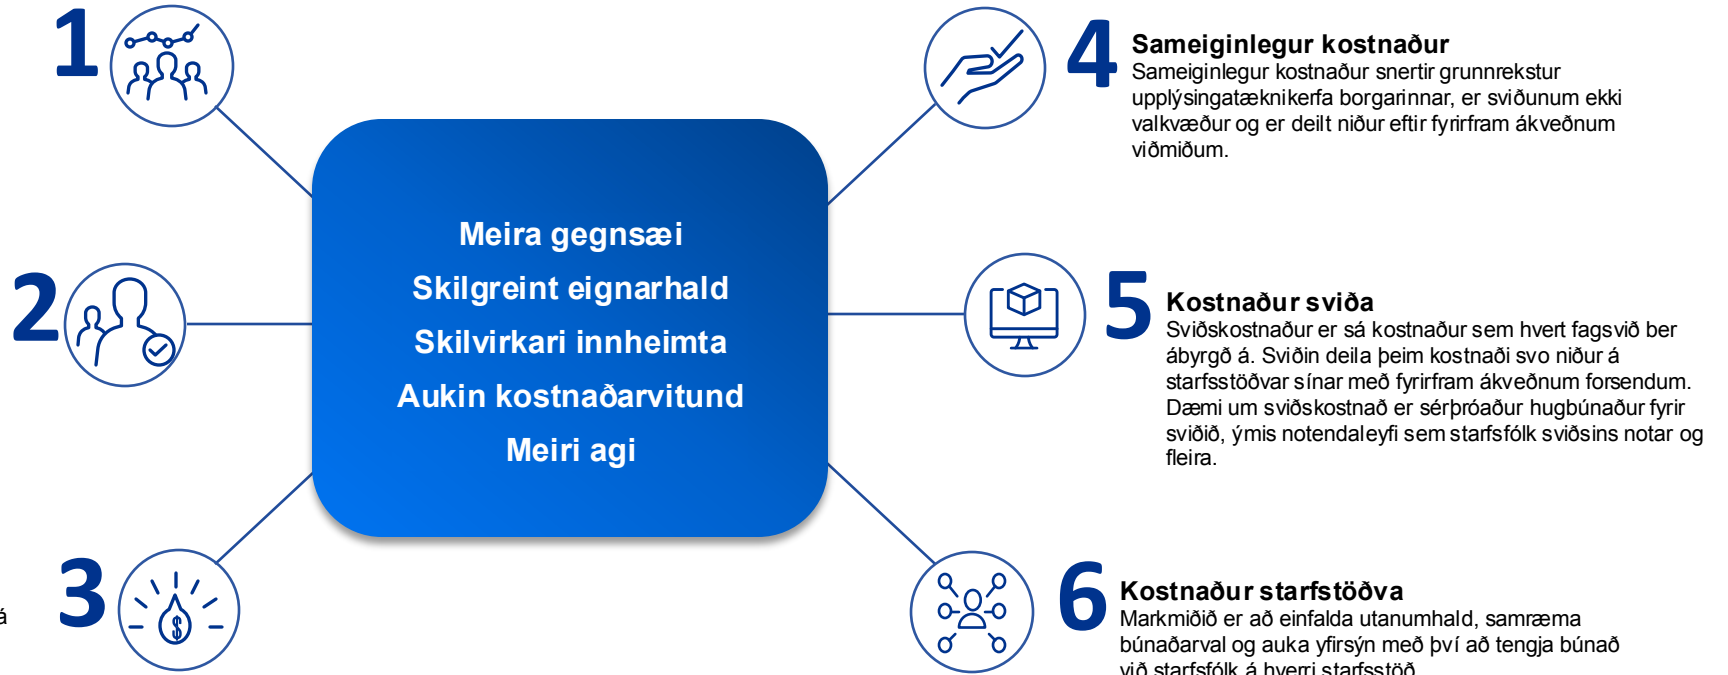 1
2
3
á
Meira gegnsæi
Skilgreint eignarhald
Skilvirkari innheimta
Aukin kostnaðarvitund
Meiri agi
4
Sameiginlegur kostnaður
Sameiginlegur kostnaður snertir grunnrekstur
upplýsingatæknikerfa borgarinnar, er sviðunum ekki
valkvæður og er deilt niður eftir fyrirfram ákveðnum
viðmiðum.
5
Kostnaður sviða
Sviðskostnaður er sá kostnaður sem hvert fagsvið ber
ábyrgð á. Sviðin deila þeim kostnaði svo niður á
starfsstöðvar sínar með fyrirfram ákveðnum forsendum.
Dæmi um sviðskostnað er sérþróaður hugbúnaður fyrir
sviðið, ýmis notendaleyfi sem starfsfólk sviðsins notar og
fleira.
6
Kostnaður starfstöðva
Markmiðið er að einfalda utanumhald, samræma
búnaðarval og auka yfirsýn með því að tengja búnað
við starfsfólk á hverri starfsstöð.
$